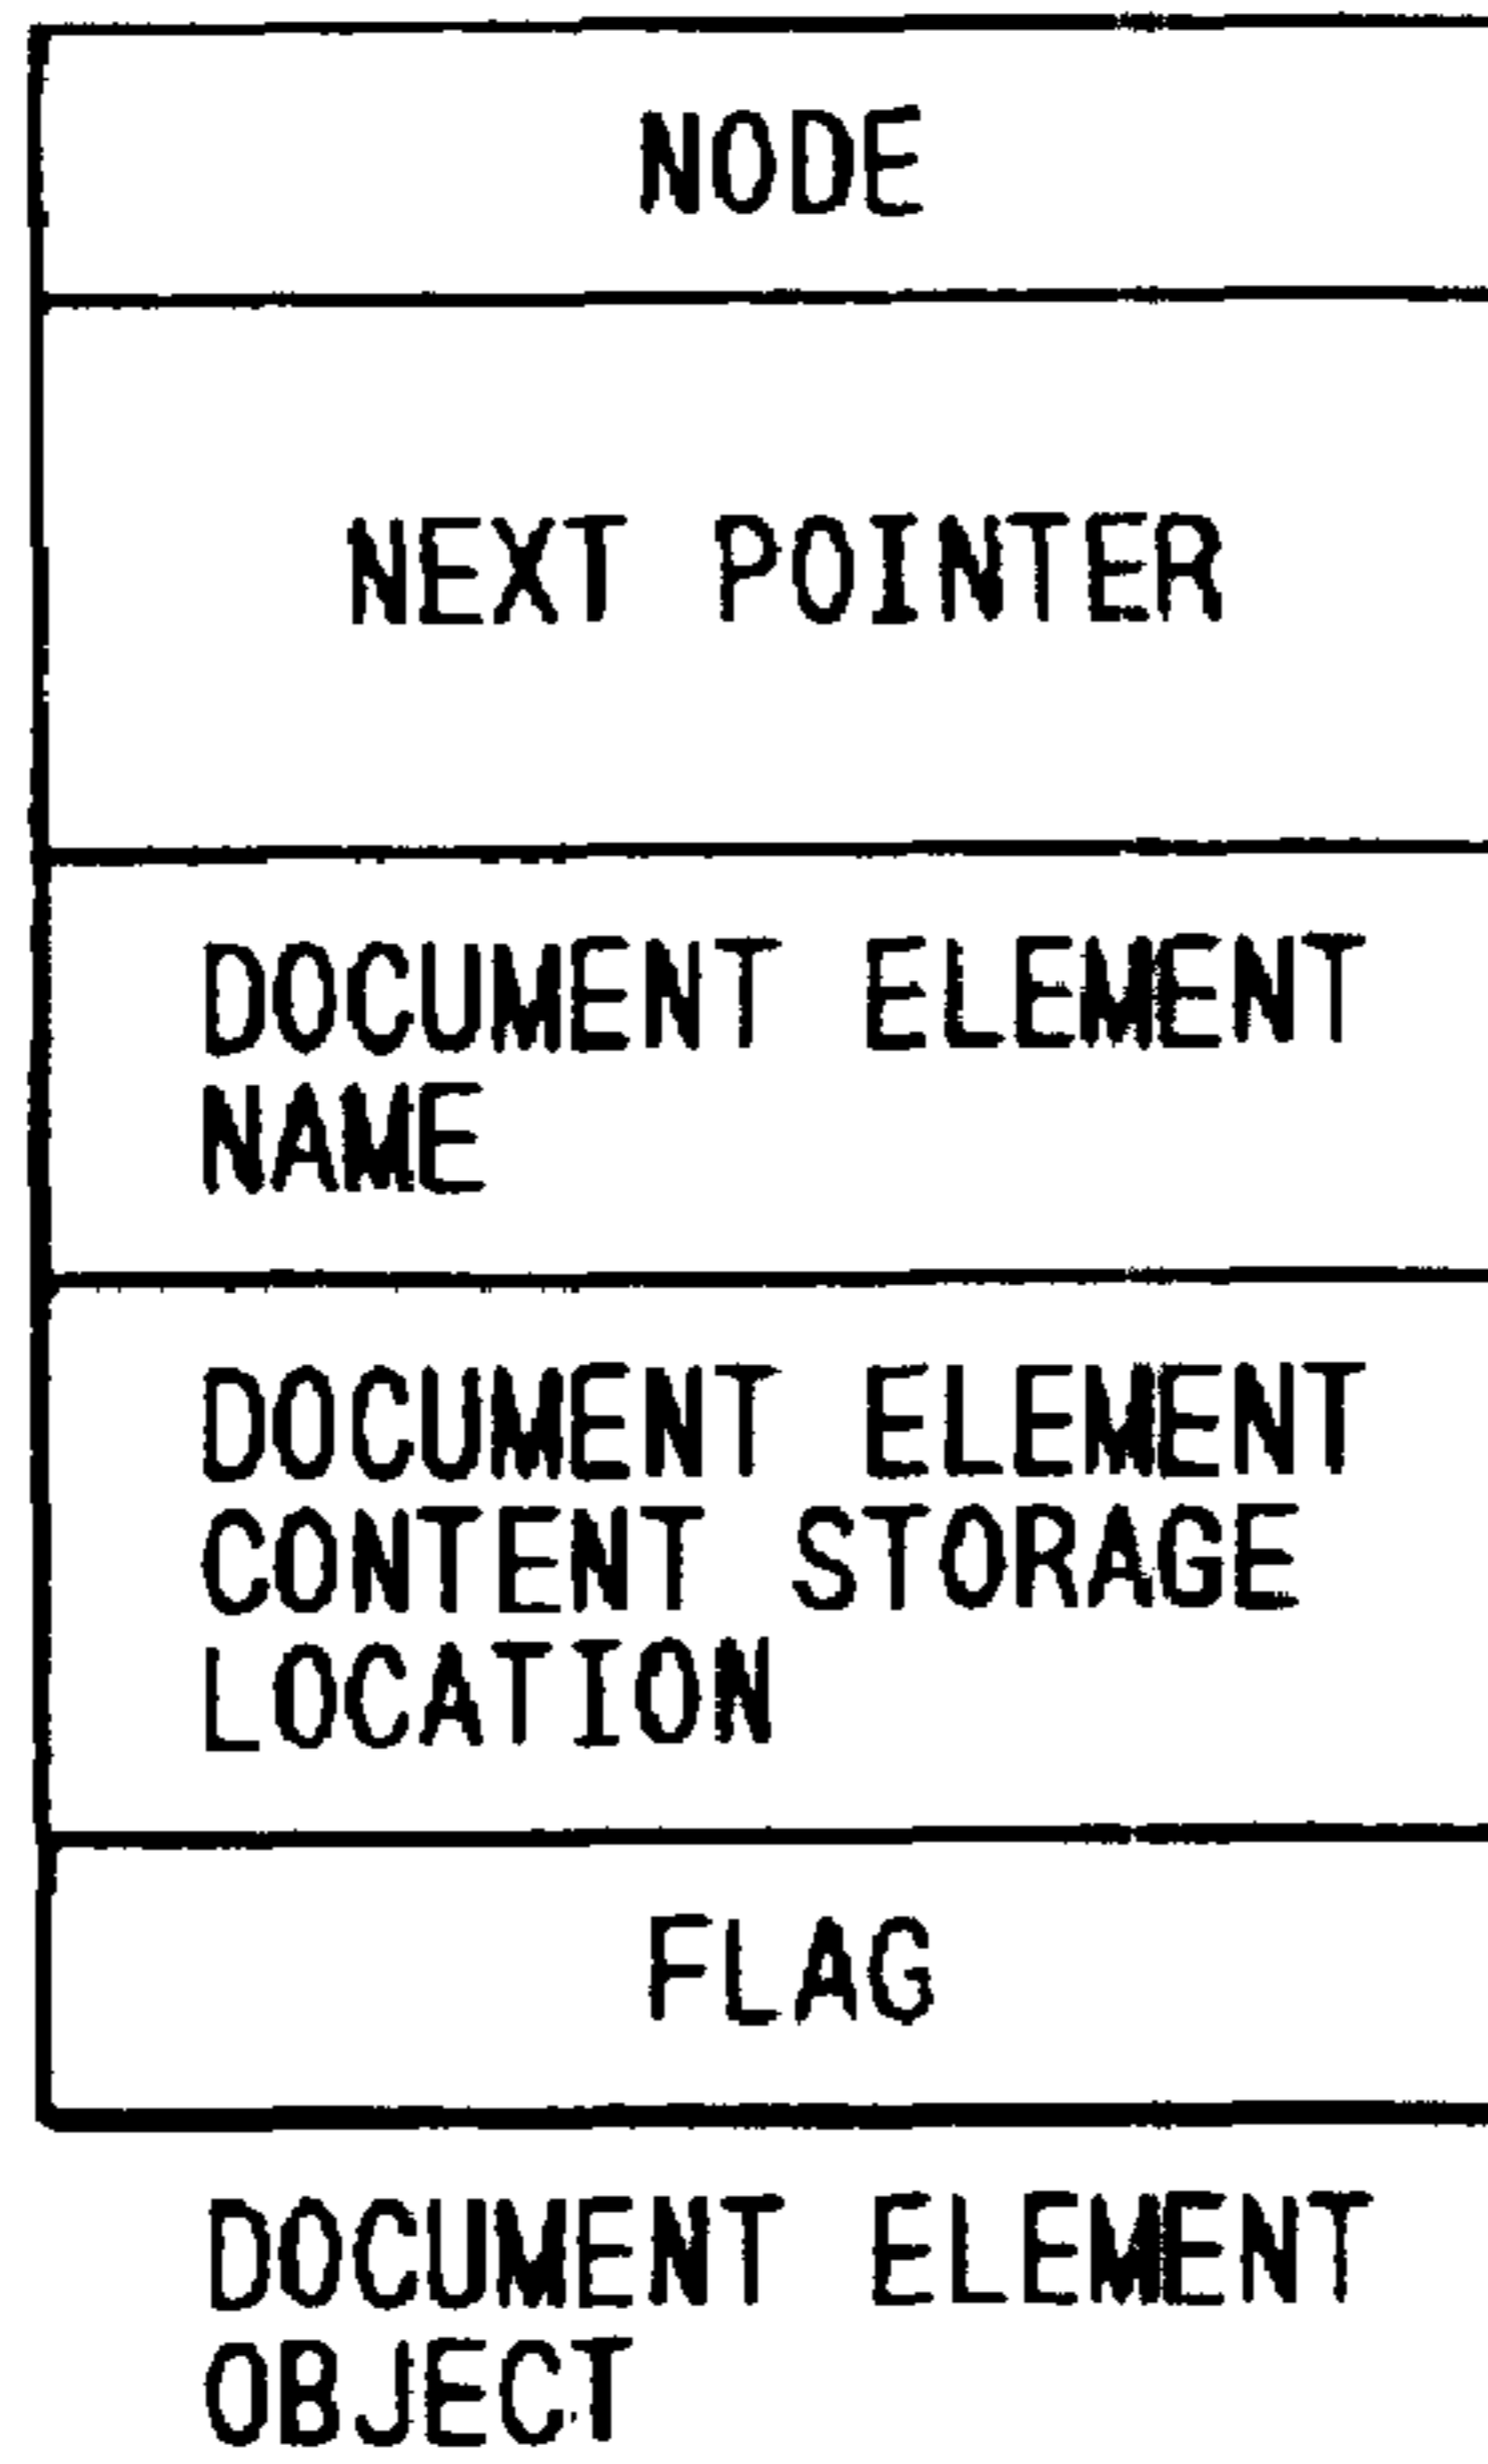 NODE
NEXT POINTER
DOCUMENT ELEMENT
NAME
DOCUMENT ELEMENT
CONTENT STORAGE
LOCATION
FLAG
DOCUMENT ELEMENT
OBJECT